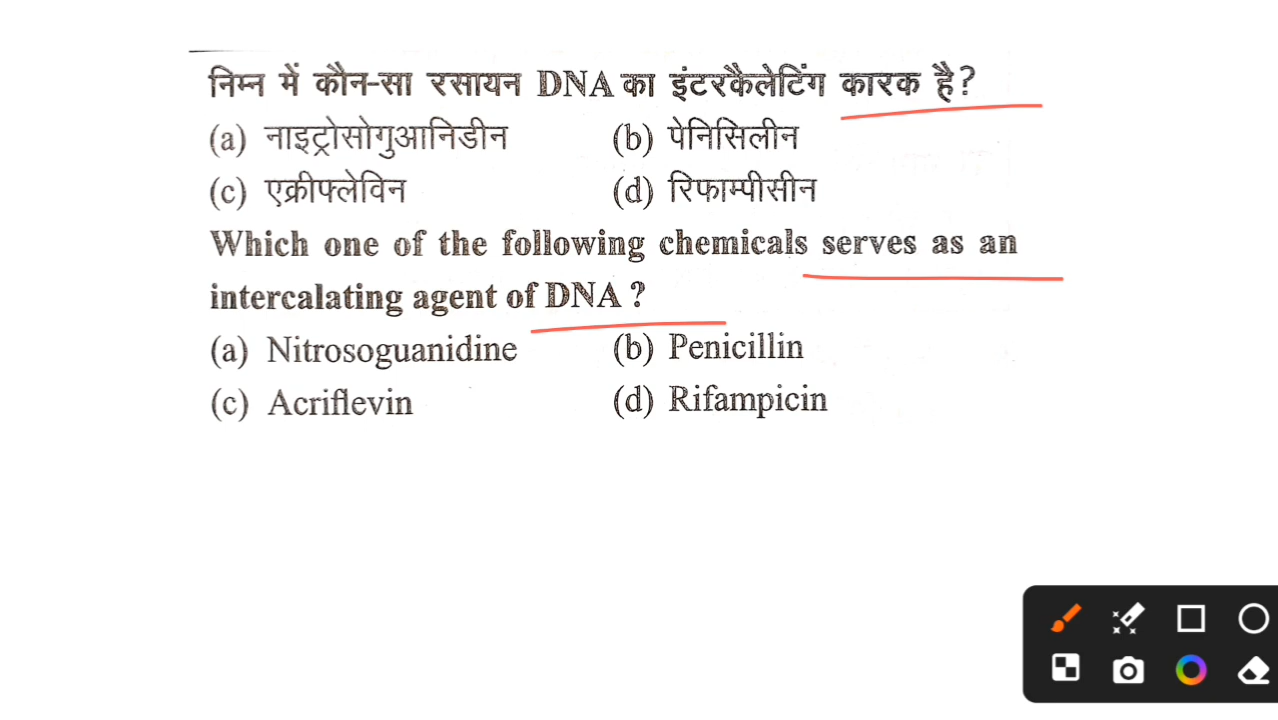 निम्न में कौन-सा रसायन DNA का इंटरकैलेटिंग कारक है?
(a) नाइट्रोसोगुआनिडीन (b) पेनिसिलीन
(c) एक्रीफ्लेविन (d) रिफाम्पीसीन
Which one of the following chemicals serves as an
intercalating agent of DNA ?
(a) Nitrosoguanidine (b) Penicillin
(c) Acriflevin (d) Rifampicin